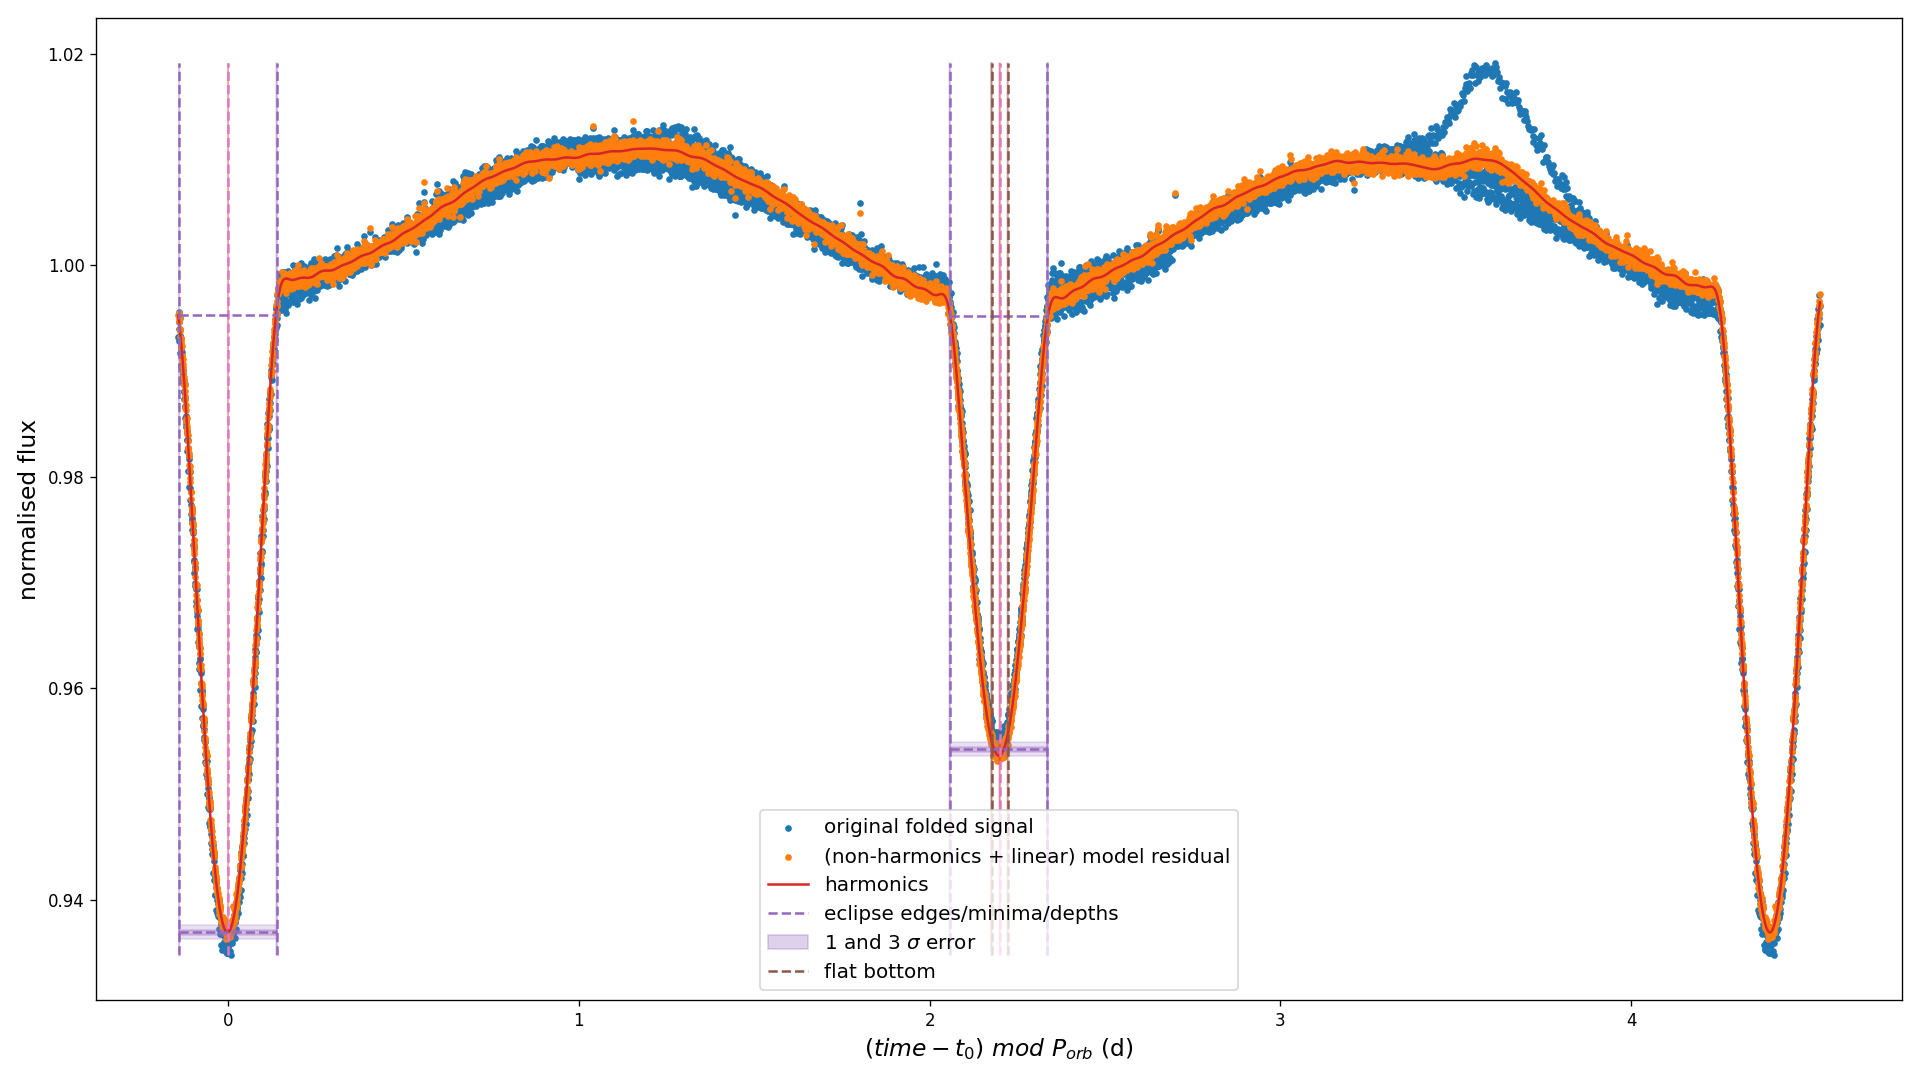 1.02
1.00
0.98
0.96
0.94
normalised flux
original folded signal
(non-harmonics + linear) model residual
harmonics
eclipse edges/minima/depths
1 and 3 σ error
flat bottom
0 1 2 3 4
(time − t₀) mod Pₒᵣb (d)